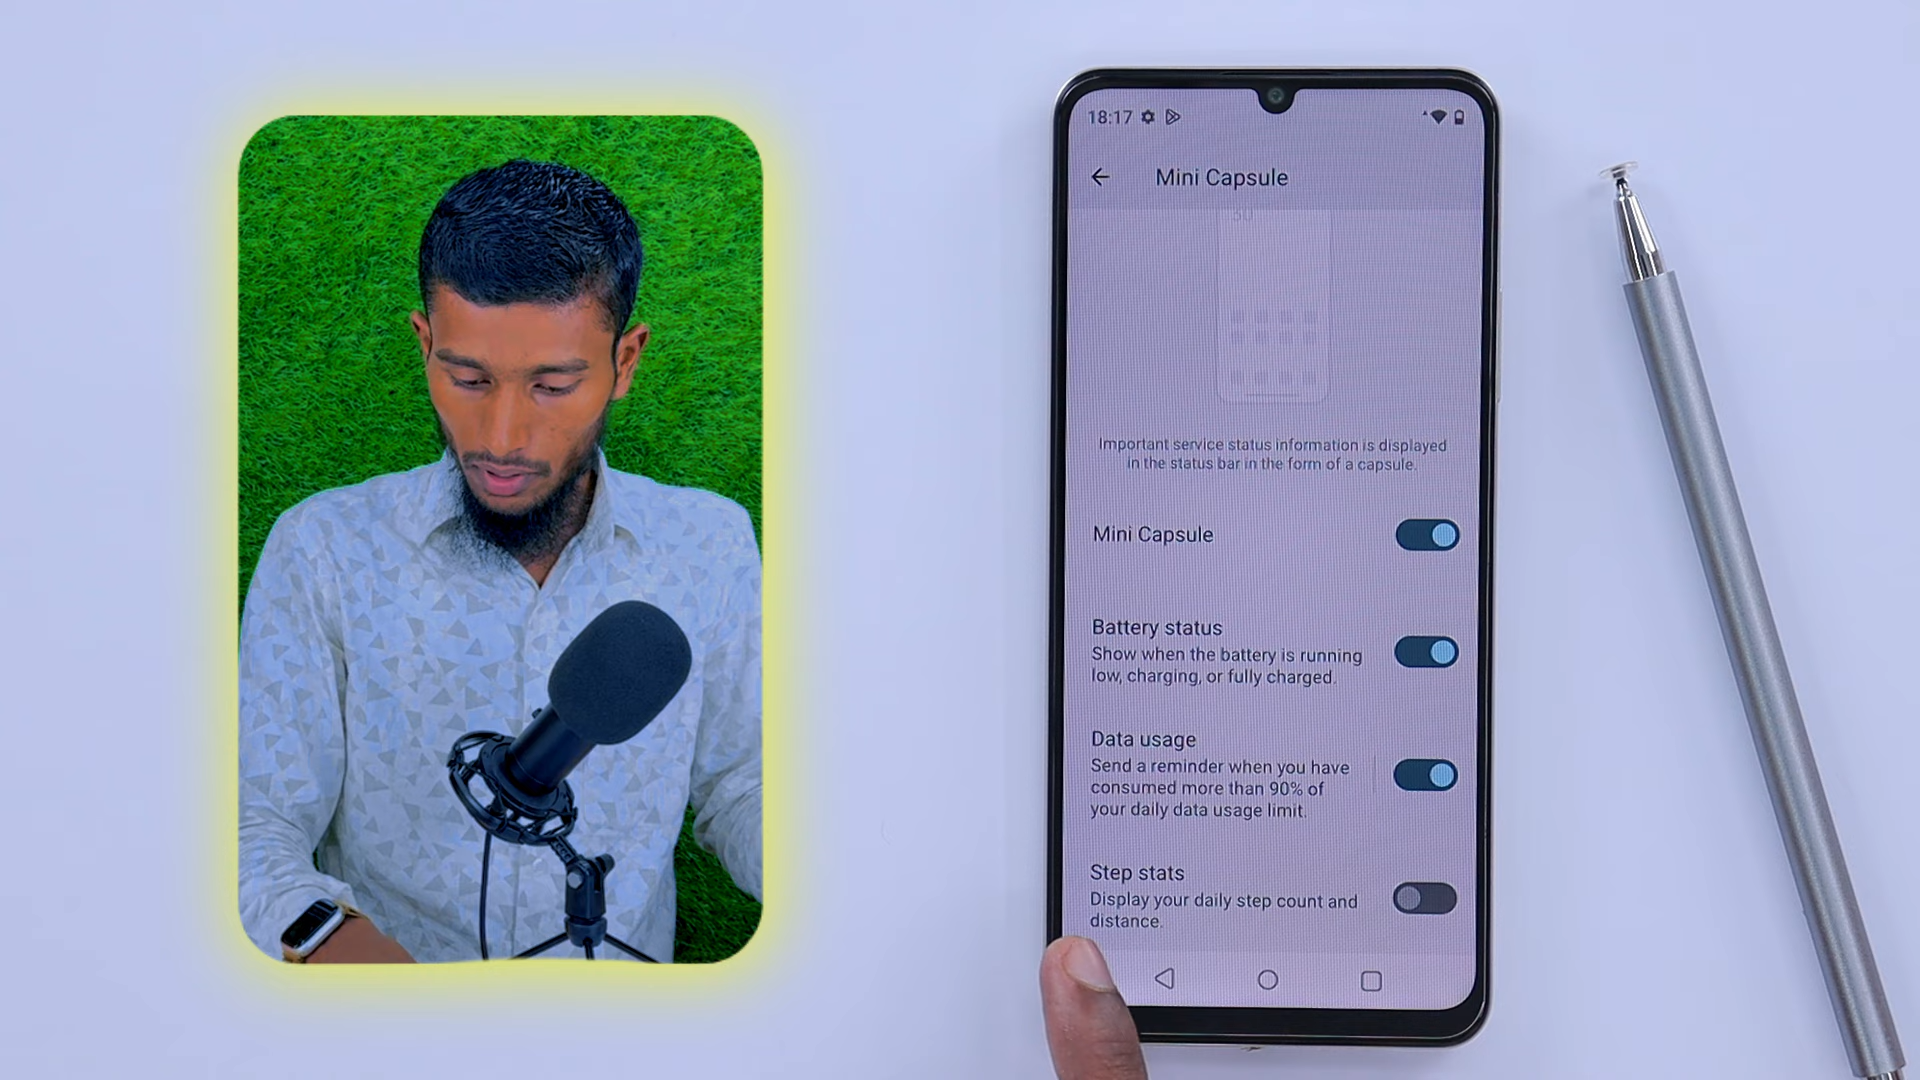 18:17
Mini Capsule
30
Important service status information is displayed
in the status bar in the form of a capsule.
Mini Capsule
Battery status
Show when the battery is running
low, charging, or fully charged.
Data usage
Send a reminder when you have
consumed more than 90% of
your daily data usage limit.
Step stats
Display your daily step count and
distance.